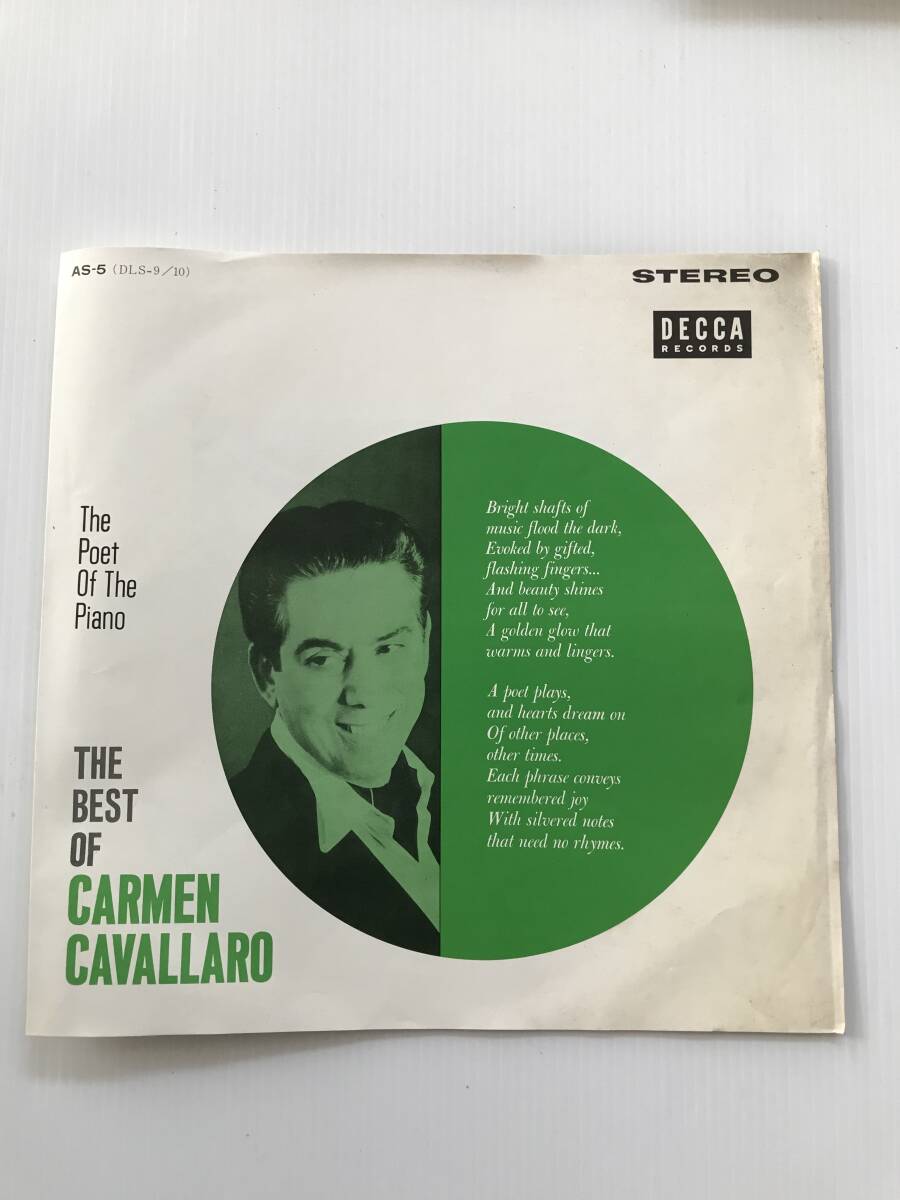 AS-5 (DLS-9/10)
STEREO
DECCA
RECORDS
The
Poet
Of The
Piano
THE
BEST
OF
CARMEN
CAVALLARO
Bright shafts of
music flood the dark,
Evoked by gifted,
flashing fingers...
And beauty shines
for all to see,
A golden glow that
warms and lingers.
A poet plays,
and hearts dream on
Of other places,
other times.
Each phrase conveys
remembered joy
With silvered notes
that need no rhymes.